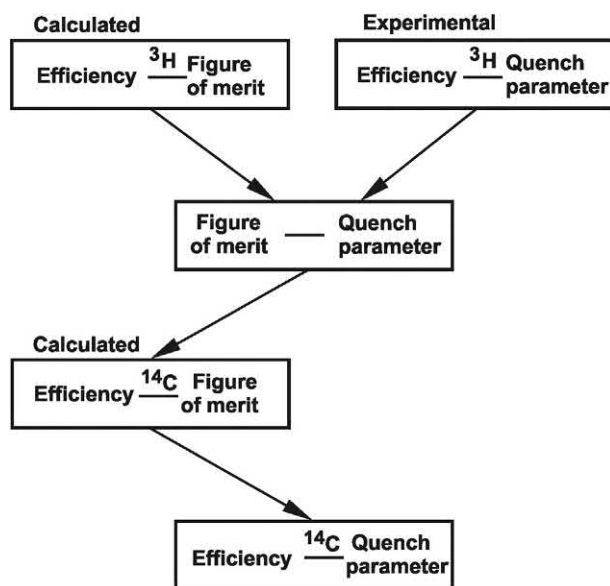 Calculated
Efficiency ³H Figure
of merit
Experimental
Efficiency ³H Quench
parameter
Figure Quench
of merit parameter
Calculated
Efficiency ¹⁴C Figure
of merit
Efficiency ¹⁴C Quench
parameter